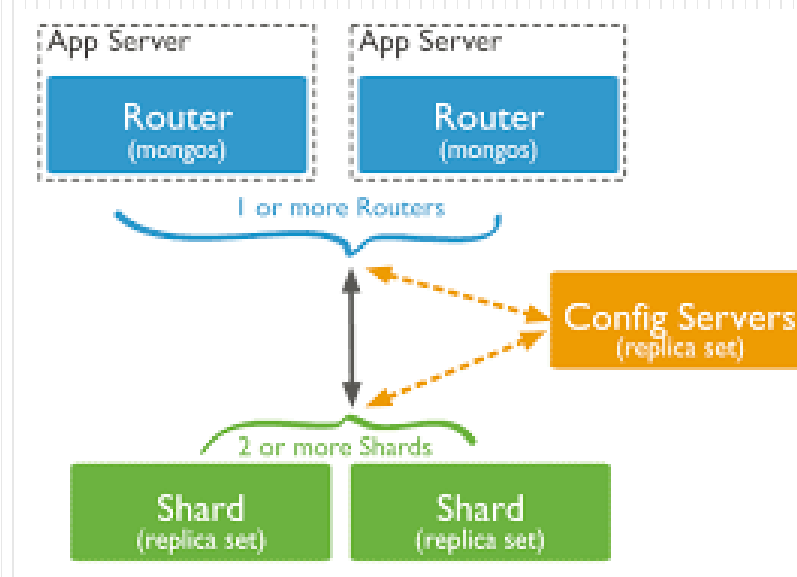 App Server
App Server
Router
(mongos)
Router
(mongos)
1 or more Routers
Config Servers
(replica set)
2 or more Shards
Shard
(replica set)
Shard
(replica set)